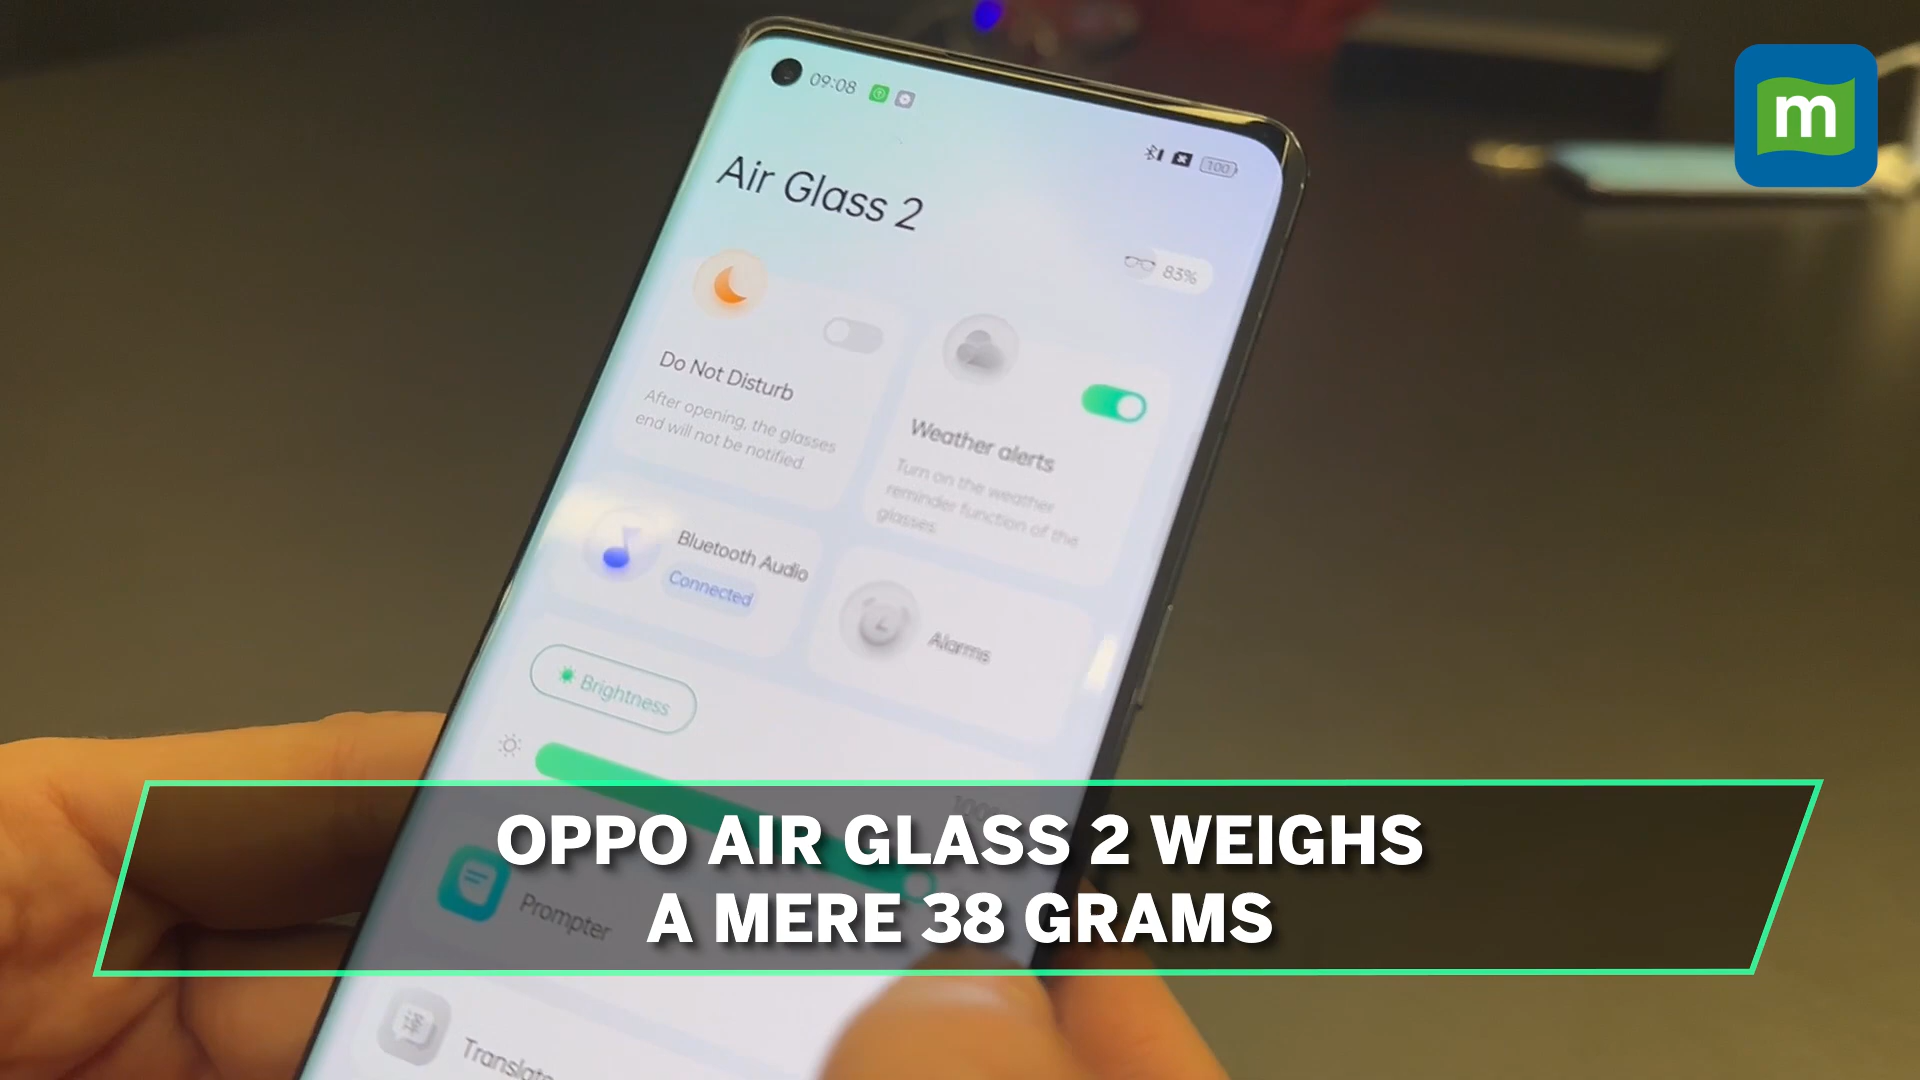 m
09:08
100
Air Glass 2
83%
Do Not Disturb
After opening, the glasses
end will not be notified.
Weather alerts
Turn on the weather
reminder function of the
glasses.
Bluetooth Audio
Connected
Alarms
Brightness
OPPO AIR GLASS 2 WEIGHS
A MERE 38 GRAMS
Prompter